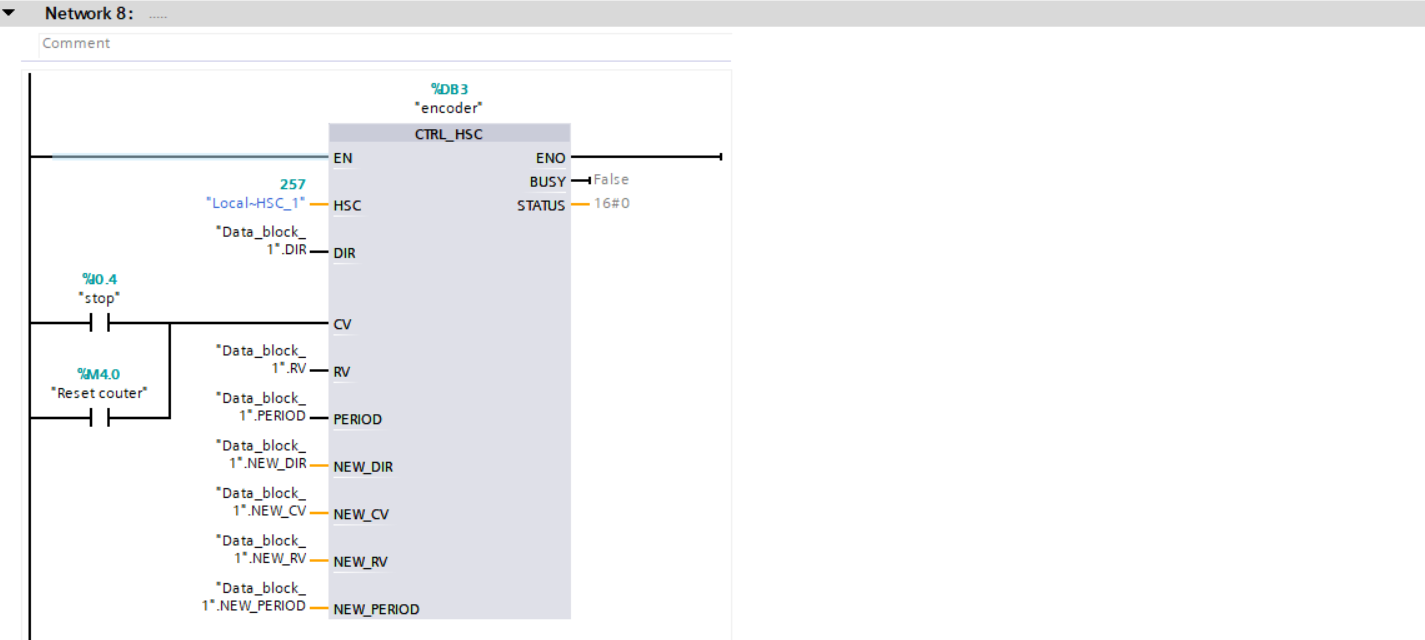 Network 8: .....
Comment
%DB3
"encoder"
CTRL_HSC
EN
ENO
BUSY
False
257
"Local~HSC_1"
HSC
STATUS
16#0
"Data_block_
1".DIR
DIR
%I0.4
"stop"
CV
"Data_block_
1".RV
RV
%M4.0
"Reset couter"
"Data_block_
1".PERIOD
PERIOD
"Data_block_
1".NEW_DIR
NEW_DIR
"Data_block_
1".NEW_CV
NEW_CV
"Data_block_
1".NEW_RV
NEW_RV
"Data_block_
1".NEW_PERIOD
NEW_PERIOD